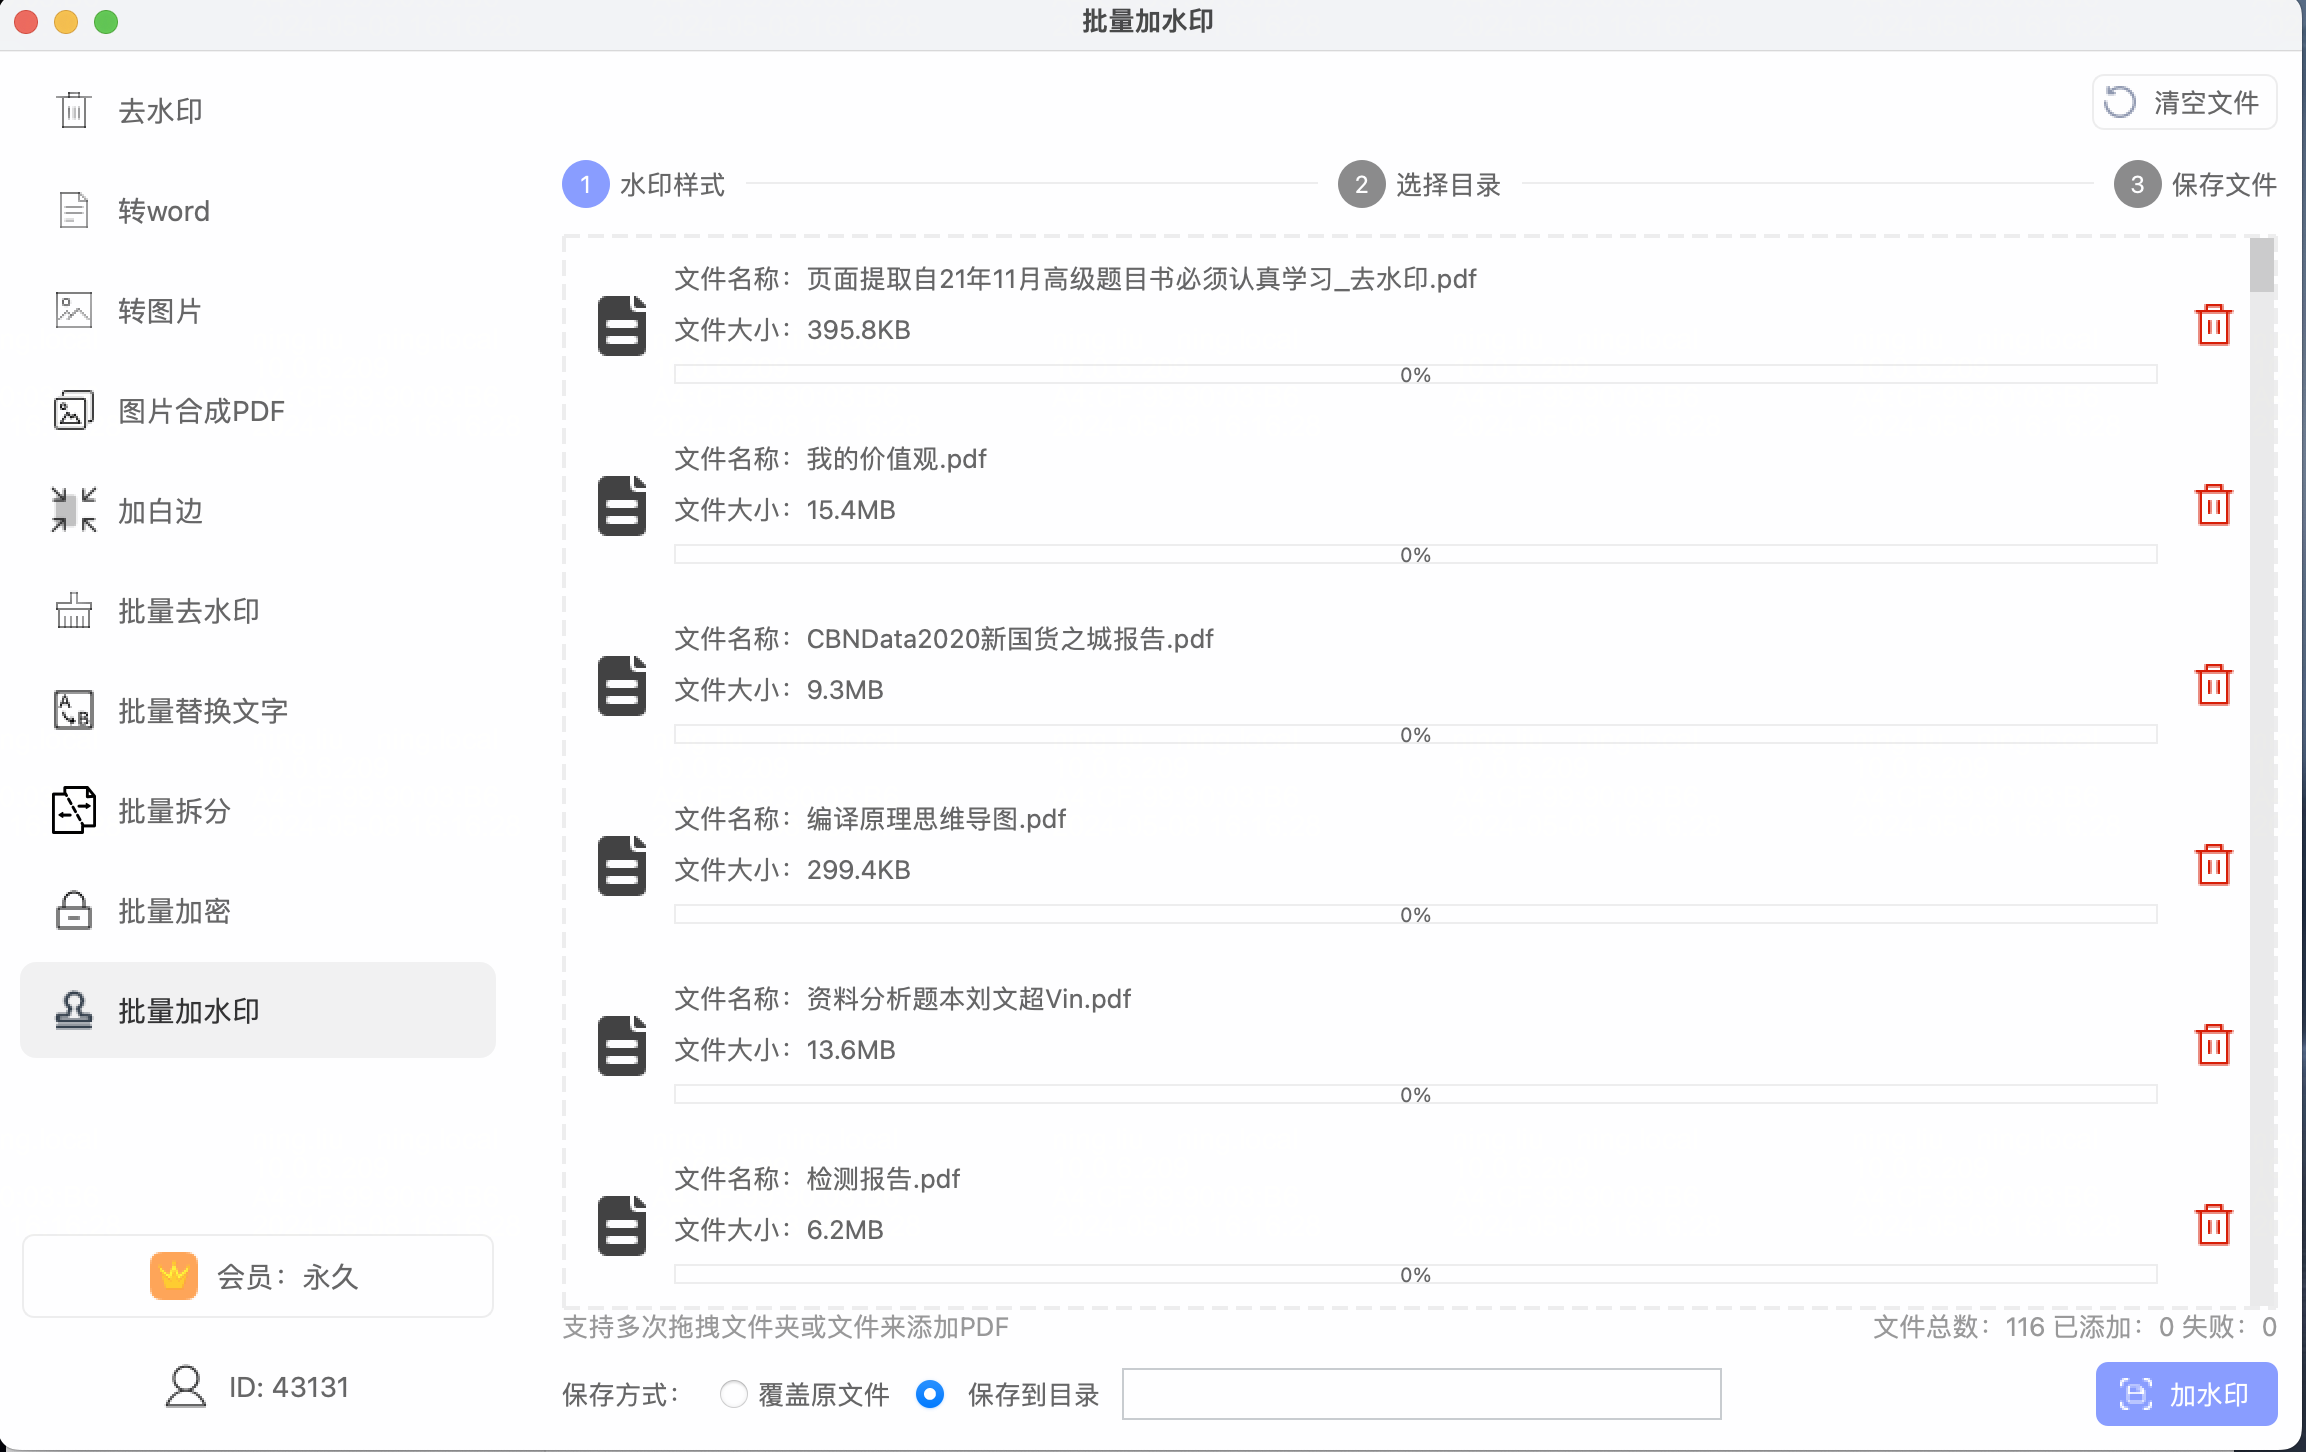 批量加水印
去水印
转word
转图片
图片合成PDF
加白边
批量去水印
批量替换文字
批量拆分
批量加密
批量加水印
会员：永久
ID: 43131
清空文件
1 水印样式
2 选择目录
3 保存文件
文件名称：页面提取自21年11月高级题目书必须认真学习_去水印.pdf
文件大小：395.8KB
0%
文件名称：我的价值观.pdf
文件大小：15.4MB
0%
文件名称：CBNData2020新国货之城报告.pdf
文件大小：9.3MB
0%
文件名称：编译原理思维导图.pdf
文件大小：299.4KB
0%
文件名称：资料分析题本刘文超Vin.pdf
文件大小：13.6MB
0%
文件名称：检测报告.pdf
文件大小：6.2MB
0%
支持多次拖拽文件夹或文件来添加PDF
文件总数：116 已添加：0 失败：0
保存方式： 覆盖原文件 保存到目录
加水印